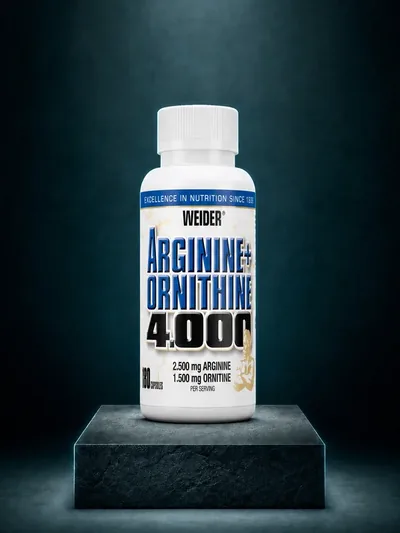 EXCELLENCE IN NUTRITION SINCE 1936
WEIDER®
ARGININE+
ORNITHINE
4.000
180 CAPSULES
2.500 mg ARGININE
1.500 mg ORNITINE
PER SERVING